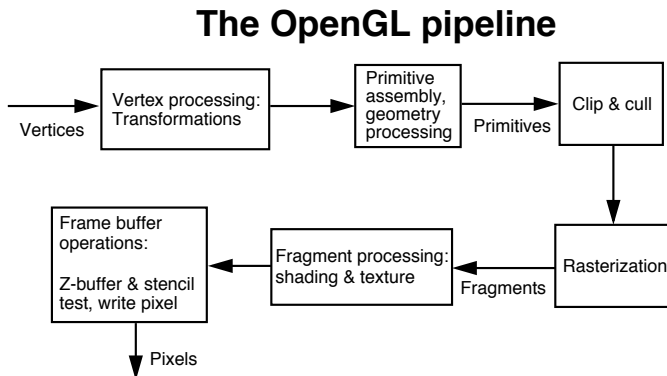 The OpenGL pipeline
Vertices
Vertex processing:
Transformations
Primitive
assembly,
geometry
processing
Primitives
Clip & cull
Rasterization
Fragments
Fragment processing:
shading & texture
Frame buffer
operations:
Z-buffer & stencil
test, write pixel
Pixels